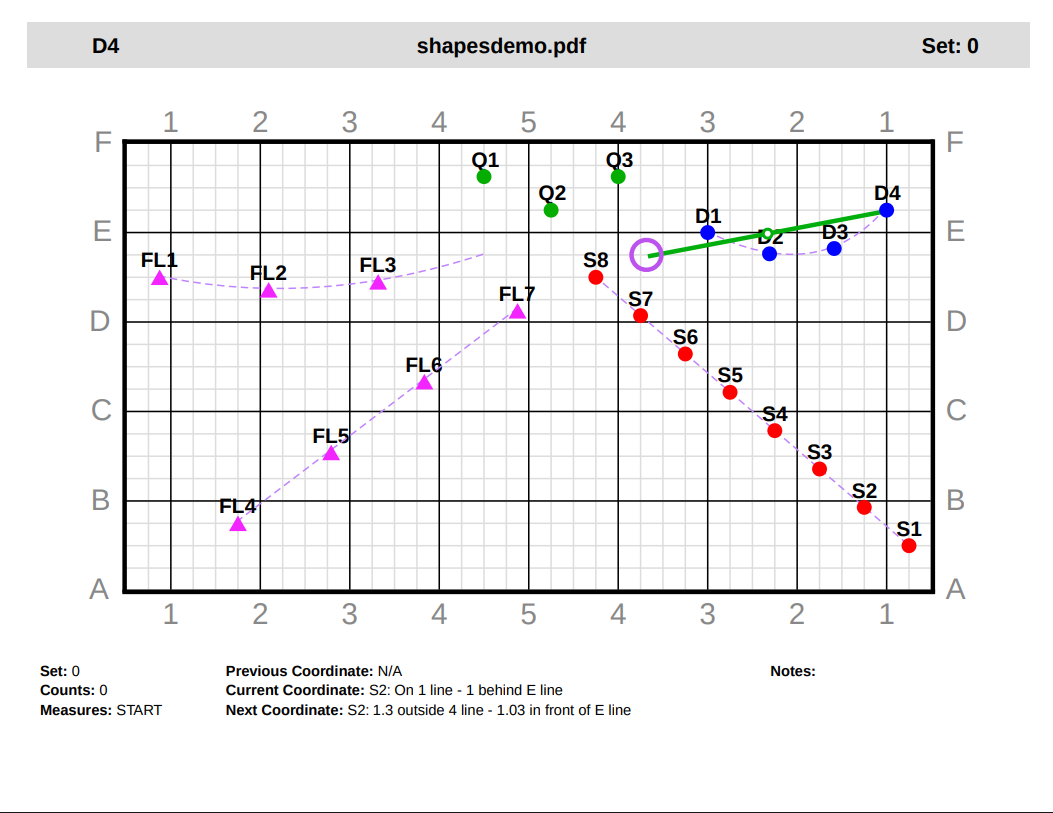 D4 shapesdemo.pdf Set: 0
1 2 3 4 5 4 3 2 1
F F
Q1 Q3
Q2 D4
D1
E D2 D3 E
FL1 FL2 FL3 S8
FL7 S7
D D
S6
FL6 S5
C S4 C
FL5 S3
S2
B B
FL4 S1
A A
1 2 3 4 5 4 3 2 1
Set: 0 Previous Coordinate: N/A Notes:
Counts: 0 Current Coordinate: S2: On 1 line - 1 behind E line
Measures: START Next Coordinate: S2: 1.3 outside 4 line - 1.03 in front of E line